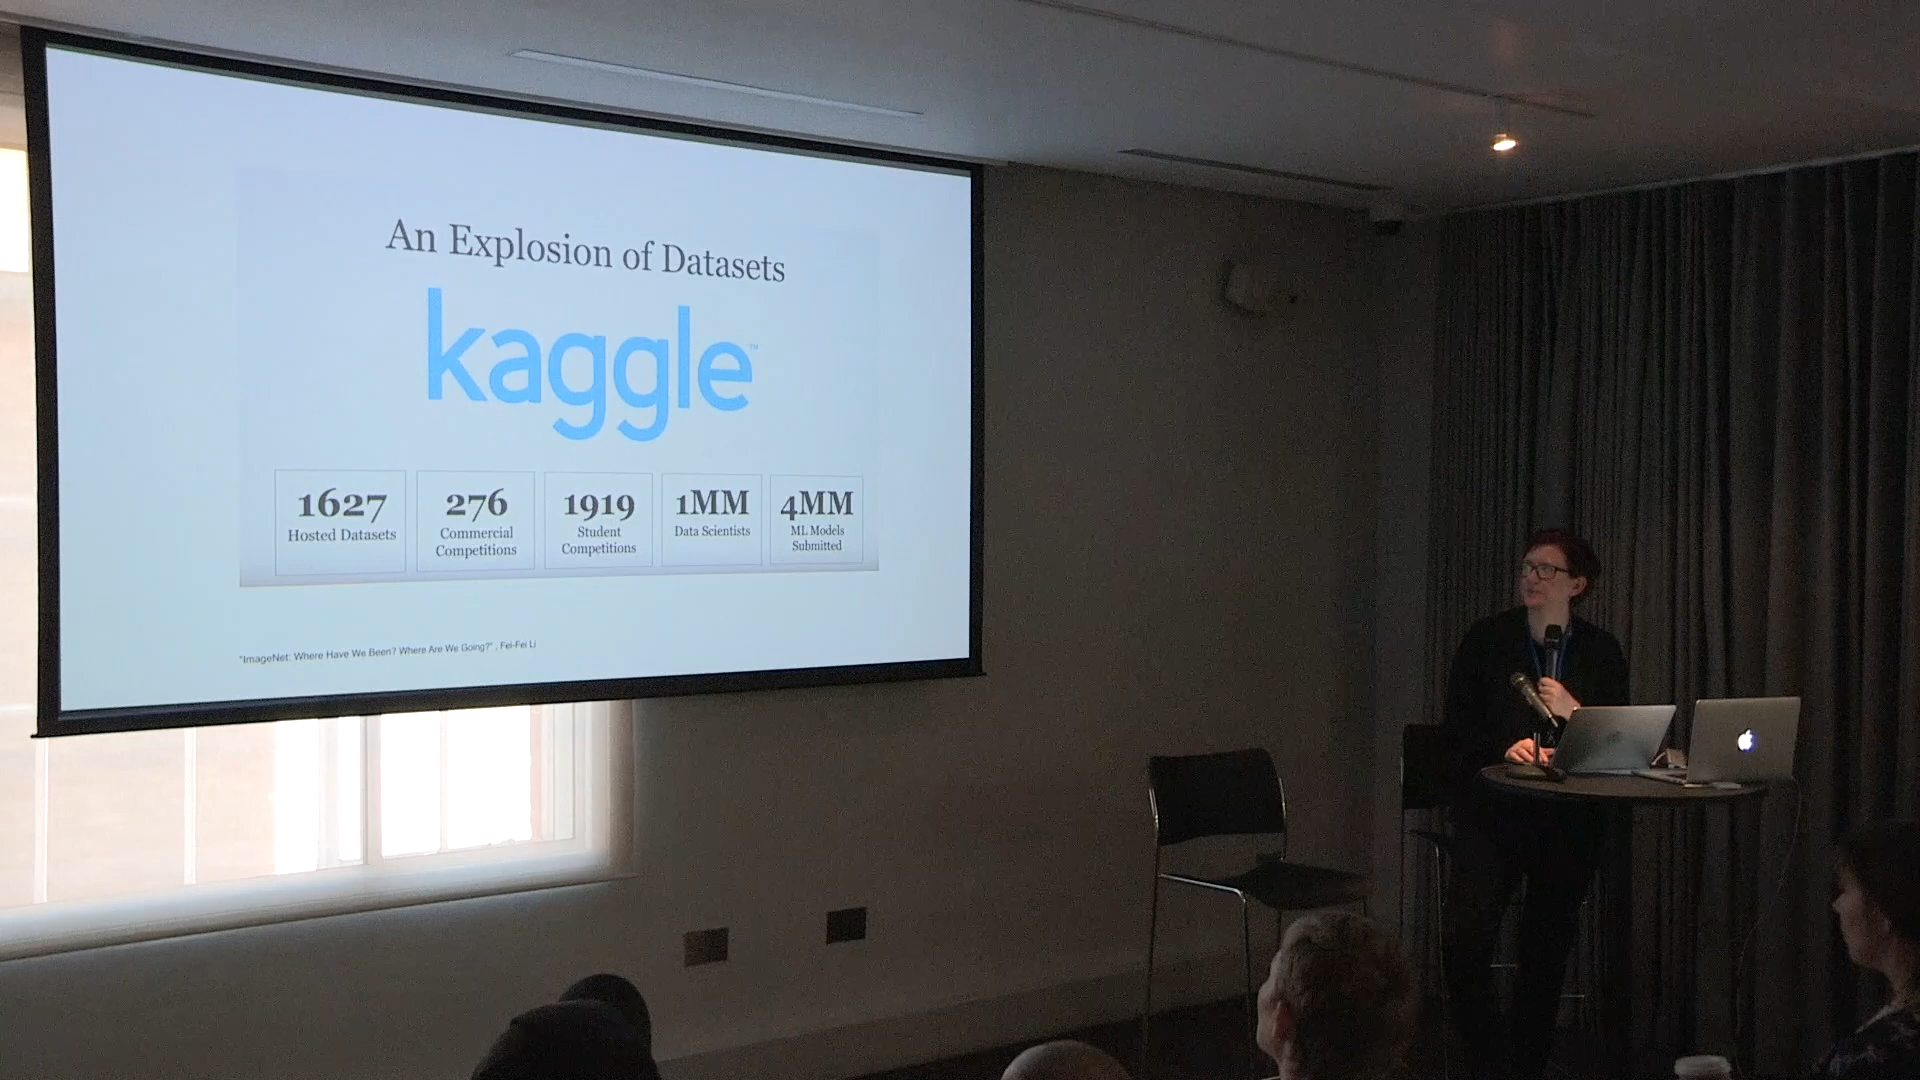 An Explosion of Datasets
kaggle™
1627
Hosted Datasets
276
Commercial
Competitions
1919
Student
Competitions
1MM
Data Scientists
4MM
ML Models
Submitted
"ImageNet: Where Have We Been? Where Are We Going?" , Fei-Fei Li